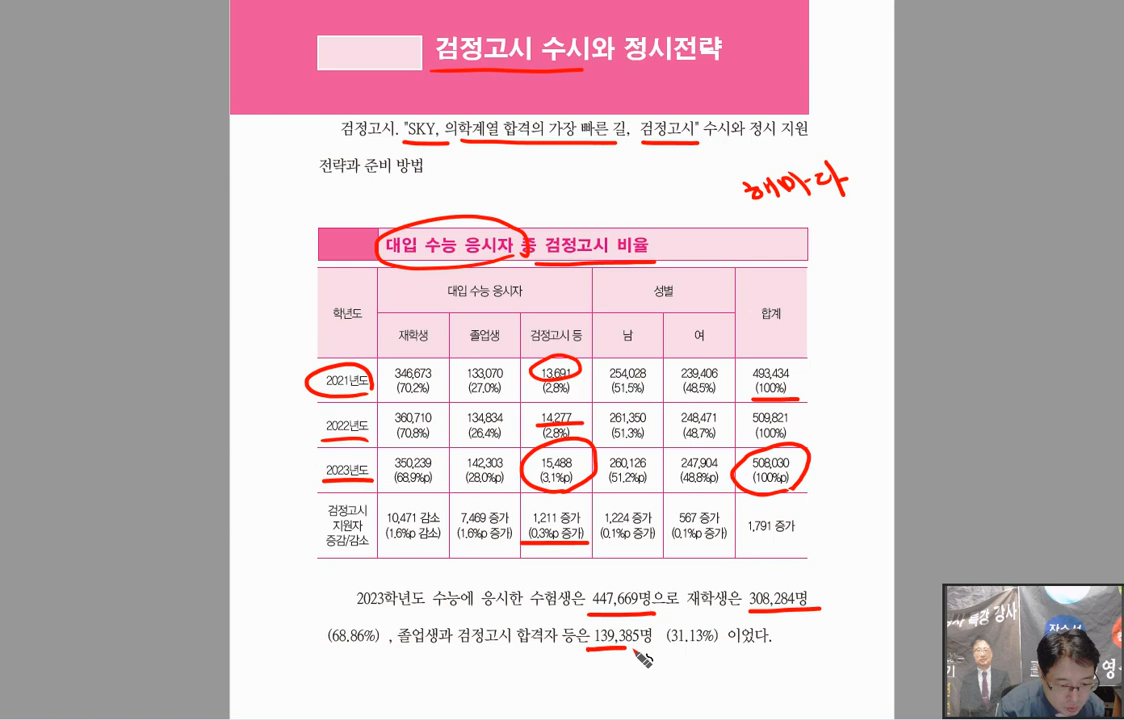 검정고시 수시와 정시전략
검정고시. "SKY, 의학계열 합격의 가장 빠른 길, 검정고시" 수시와 정시 지원
전략과 준비 방법
해마다
대입 수능 응시자 중 검정고시 비율
학년도 대입 수능 응시자 성별 합계
재학생 졸업생 검정고시 등 남 여
2021년도 346,673 (70.2%) 133,070 (27.0%) 13,691 (2.8%) 254,028 (51.5%) 239,406 (48.5%) 493,434 (100%)
2022년도 360,710 (70.8%) 134,834 (26.4%) 14,277 (2.8%) 261,350 (51.3%) 248,471 (48.7%) 509,821 (100%)
2023년도 350,239 (68.9%p) 142,303 (28.0%p) 15,488 (3.1%p) 260,126 (51.2%p) 247,904 (48.8%p) 508,030 (100%p)
검정고시 지원자 증감/감소 10,471 감소 (1.6%p 감소) 7,469 증가 (1.6%p 증가) 1,211 증가 (0.3%p 증가) 1,224 증가 (0.1%p 증가) 567 증가 (0.1%p 증가) 1,791 증가
2023학년도 수능에 응시한 수험생은 447,669명으로 재학생은 308,284명
(68.86%) , 졸업생과 검정고시 합격자 등은 139,385명 (31.13%) 이었다.
특강 강사